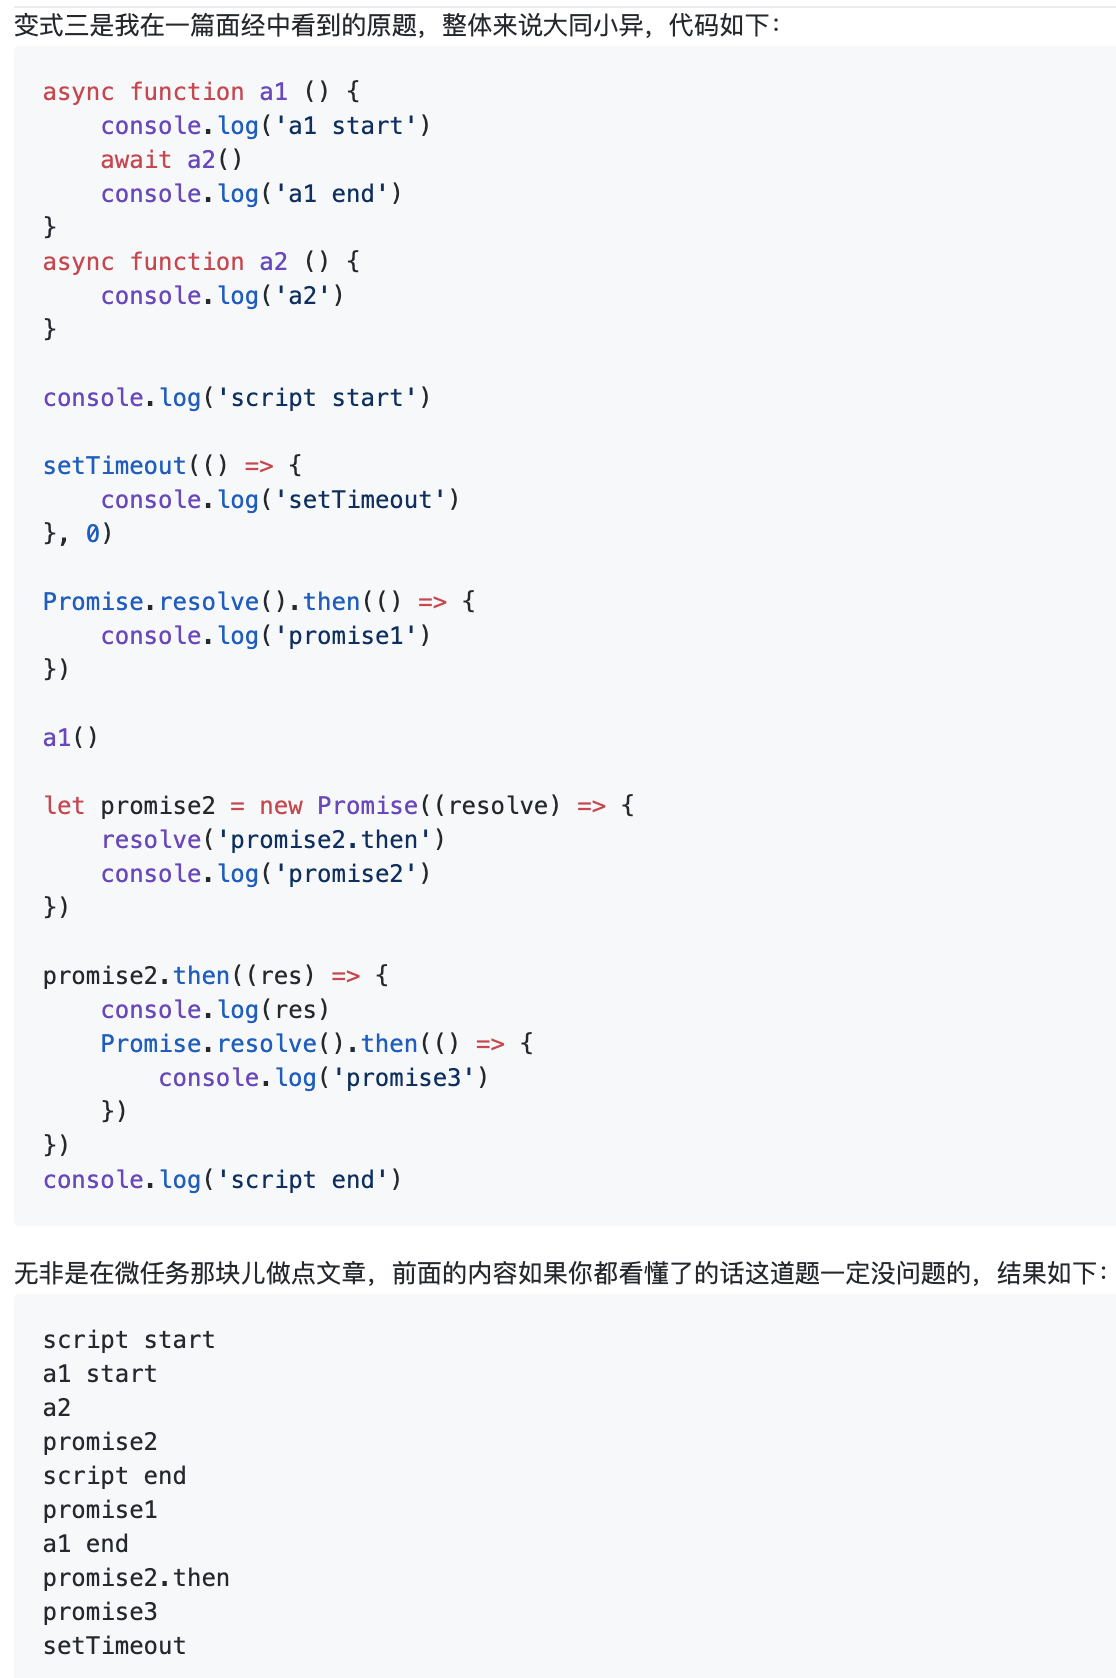 变式三是我在一篇面经中看到的原题，整体来说大同小异，代码如下：
async function a1 () {
    console.log('a1 start')
    await a2()
    console.log('a1 end')
}
async function a2 () {
    console.log('a2')
}

console.log('script start')

setTimeout(() => {
    console.log('setTimeout')
}, 0)

Promise.resolve().then(() => {
    console.log('promise1')
})

a1()

let promise2 = new Promise((resolve) => {
    resolve('promise2.then')
    console.log('promise2')
})

promise2.then((res) => {
    console.log(res)
    Promise.resolve().then(() => {
        console.log('promise3')
    })
})
console.log('script end')

无非是在微任务那块儿做点文章，前面的内容如果你都看懂了的话这道题一定没问题的，结果如下：
script start
a1 start
a2
promise2
script end
promise1
a1 end
promise2.then
promise3
setTimeout